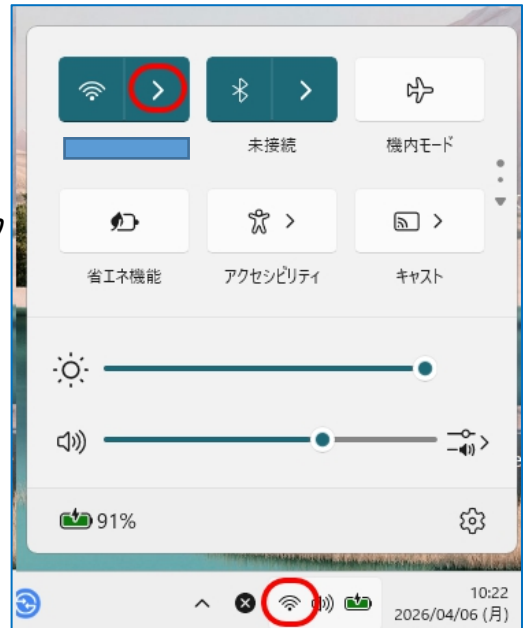 未接続
機内モード
省エネ機能
アクセシビリティ
キャスト
91%
10:22
2026/04/06 (月)